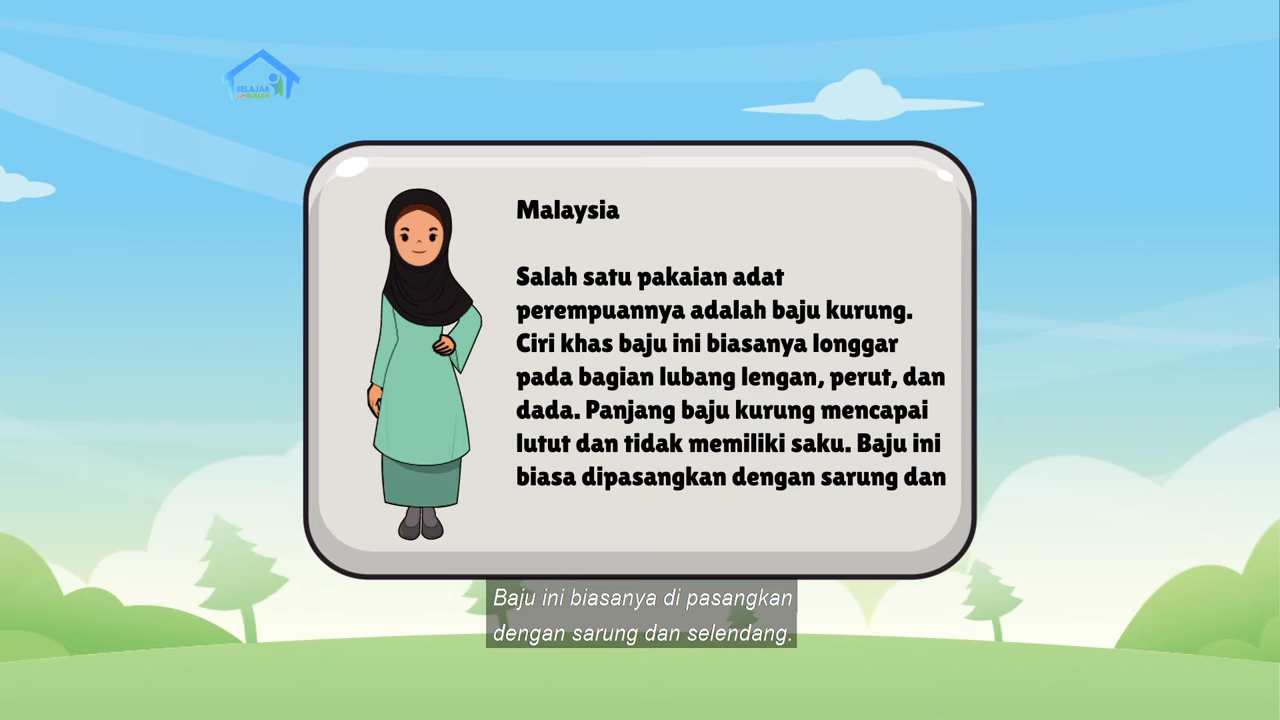 BELAJAR
Malaysia
Salah satu pakaian adat
perempuannya adalah baju kurung.
Ciri khas baju ini biasanya longgar
pada bagian lubang lengan, perut, dan
dada. Panjang baju kurung mencapai
lutut dan tidak memiliki saku. Baju ini
biasa dipasangkan dengan sarung dan
Baju ini biasanya di pasangkan
dengan sarung dan selendang.